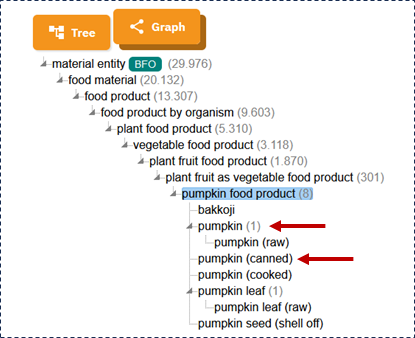 Tree Graph
material entity BFO (29.976)
food material (20.132)
food product (13.307)
food product by organism (9.603)
plant food product (5.310)
vegetable food product (3.118)
plant fruit food product (1.870)
plant fruit as vegetable food product (301)
pumpkin food product (8)
bakkoji
pumpkin (1)
pumpkin (raw)
pumpkin (canned)
pumpkin (cooked)
pumpkin leaf (1)
pumpkin leaf (raw)
pumpkin seed (shell off)